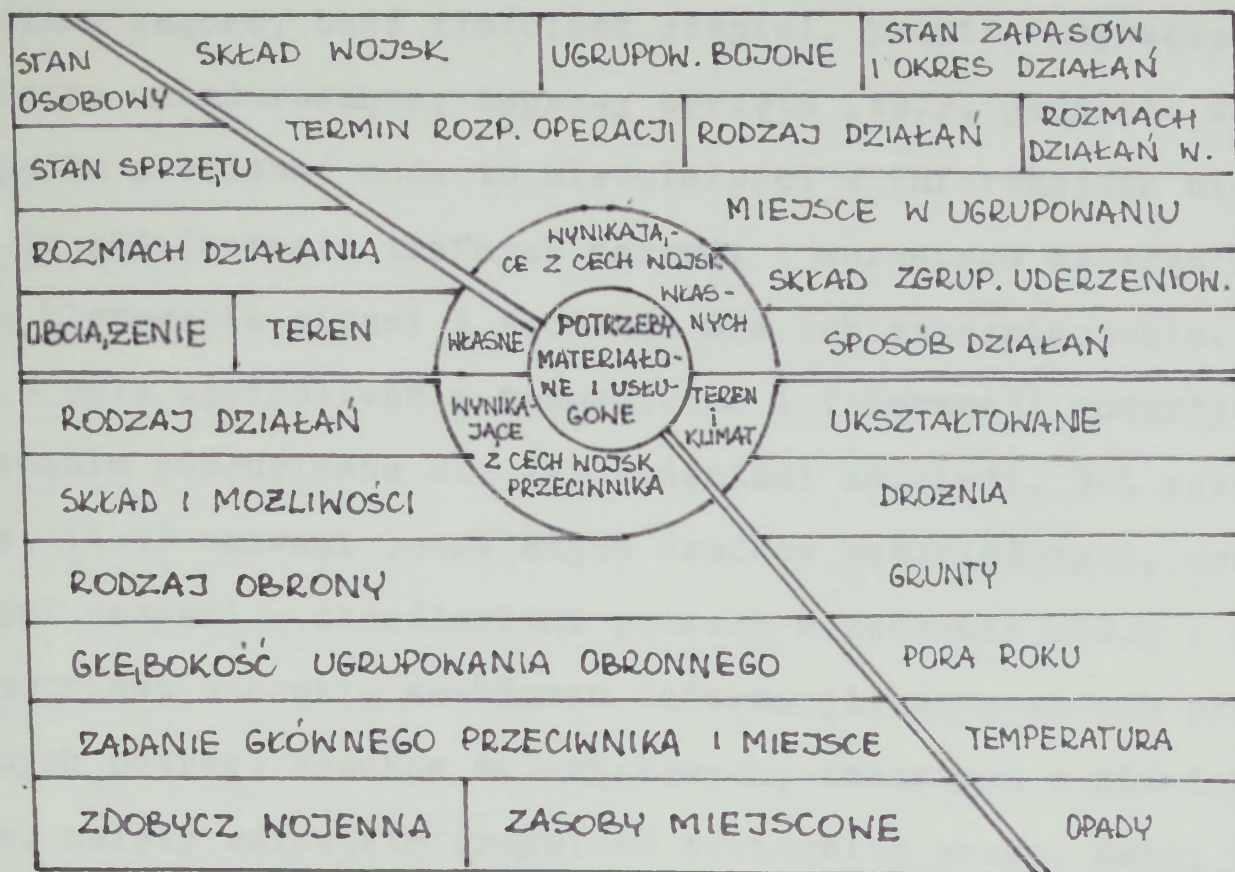 STAN
OSOBOWY
SKŁAD WOJSK
UGRUPOW. BOJOWE
STAN ZAPASÓW
I OKRES DZIAŁAŃ
TERMIN ROZP. OPERACJI
RODZAJ DZIAŁAŃ
ROZMACH
DZIAŁAŃ W.
STAN SPRZĘTU
MIEJSCE W UGRUPOWANIU
ROZMACH DZIAŁANIA
SKŁAD ZGRUP. UDERZENIOW.
OBCIĄŻENIE
TEREN
SPOSÓB DZIAŁAŃ
WYNIKAJĄ-
CE Z CECH WOJSK
WŁAS-
NYCH
WŁASNE
POTRZEBY
MATERIAŁO-
WE I USŁU-
GOWE
TEREN
I
KLIMAT
WYNIKA-
JĄCE
Z CECH WOJSK
PRZECIWNIKA
RODZAJ DZIAŁAŃ
UKSZTAŁTOWANIE
SKŁAD I MOŻLIWOŚCI
DROŻNIA
RODZAJ OBRONY
GRUNTY
GŁĘBOKOŚĆ UGRUPOWANIA OBRONNEGO
PORA ROKU
ZADANIE GŁÓWNEGO PRZECIWNIKA I MIEJSCE
TEMPERATURA
ZDOBYCZ WOJENNA
ZASOBY MIEJSCOWE
OPADY